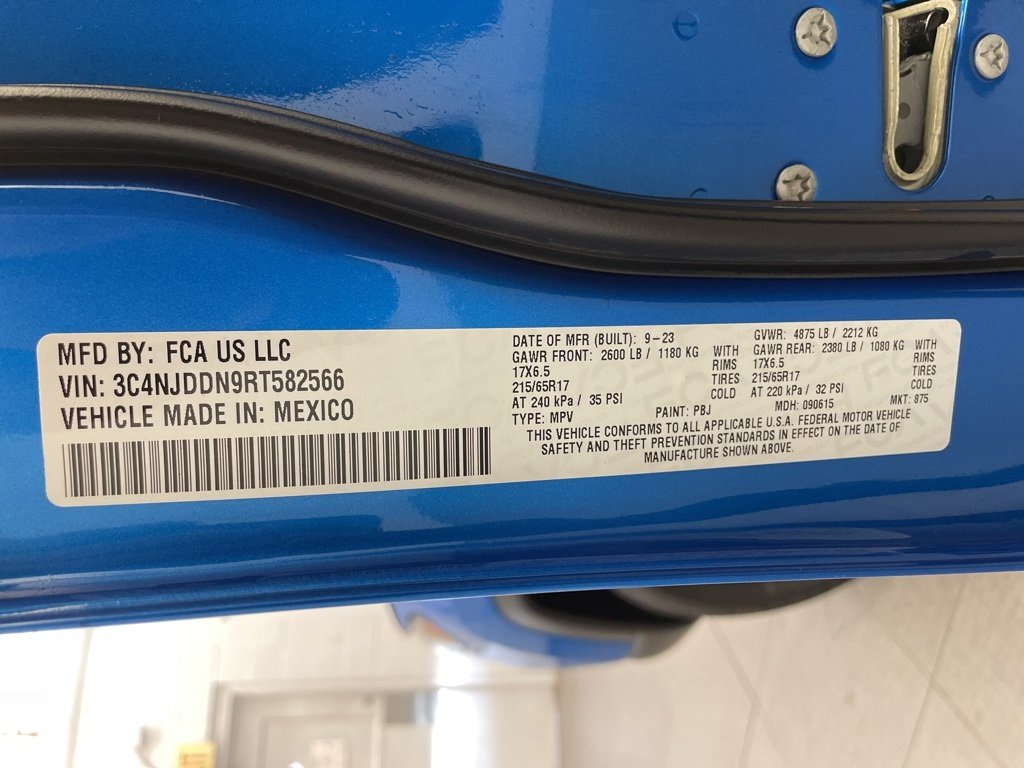 MFD BY: FCA US LLC
VIN: 3C4NJDDN9RT582566
VEHICLE MADE IN: MEXICO
DATE OF MFR (BUILT): 9-23
GAWR FRONT: 2600 LB / 1180 KG WITH
17X6.5 RIMS
215/65R17 TIRES
AT 240 kPa / 35 PSI COLD
TYPE: MPV
GVWR: 4875 LB / 2212 KG
GAWR REAR: 2380 LB / 1080 KG WITH
17X6.5 RIMS
215/65R17 TIRES
AT 220 kPa / 32 PSI COLD
PAINT: PBJ MDH: 090615 MKT: 875
THIS VEHICLE CONFORMS TO ALL APPLICABLE U.S.A. FEDERAL MOTOR VEHICLE
SAFETY AND THEFT PREVENTION STANDARDS IN EFFECT ON THE DATE OF
MANUFACTURE SHOWN ABOVE.